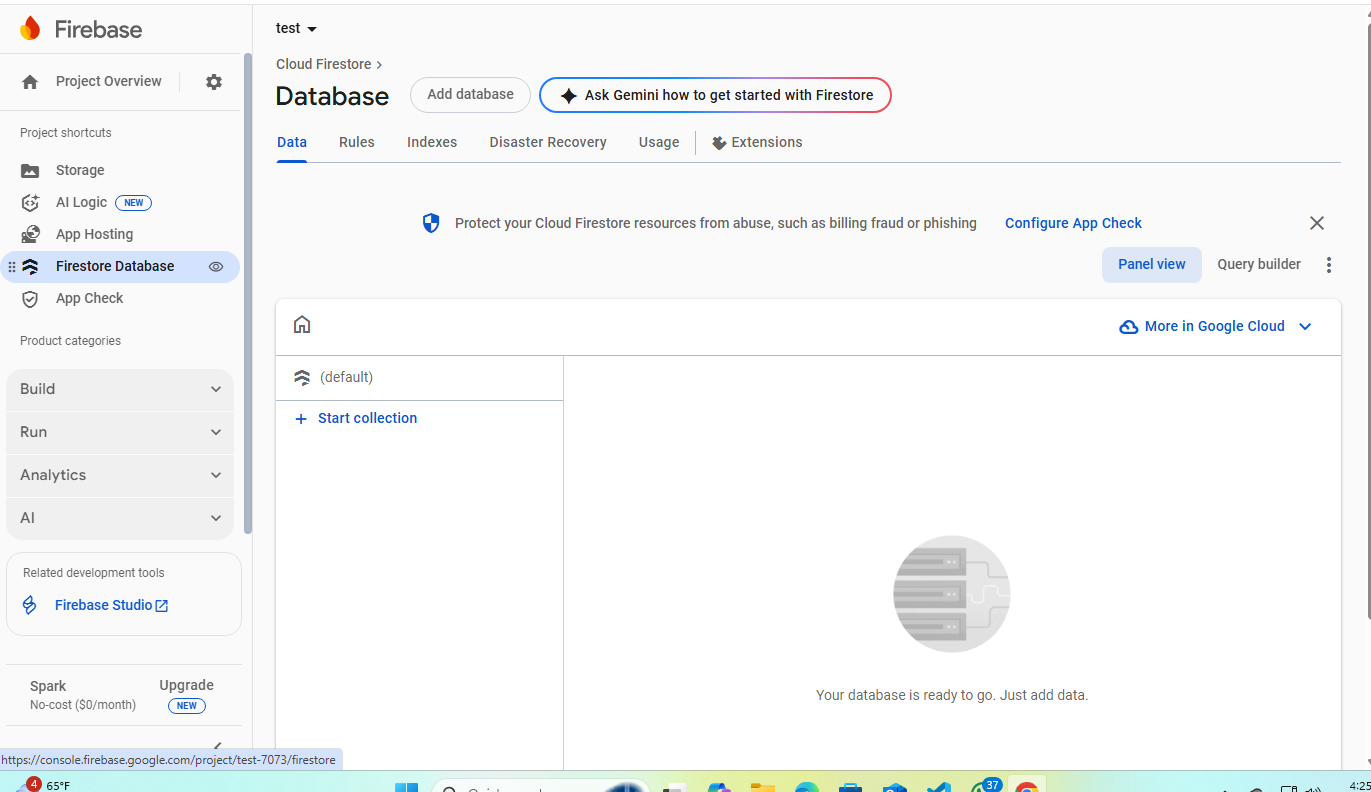 Firebase
Project Overview
Project shortcuts
Storage
AI Logic NEW
App Hosting
Firestore Database
App Check
Product categories
Build
Run
Analytics
AI
Related development tools
Firebase Studio
Spark
No-cost ($0/month)
Upgrade
NEW
https://console.firebase.google.com/project/test-7073/firestore
test
Cloud Firestore
Database
Add database
Ask Gemini how to get started with Firestore
Data Rules Indexes Disaster Recovery Usage Extensions
Protect your Cloud Firestore resources from abuse, such as billing fraud or phishing Configure App Check
Panel view Query builder
More in Google Cloud
(default)
Start collection
Your database is ready to go. Just add data.
4 65°F
37